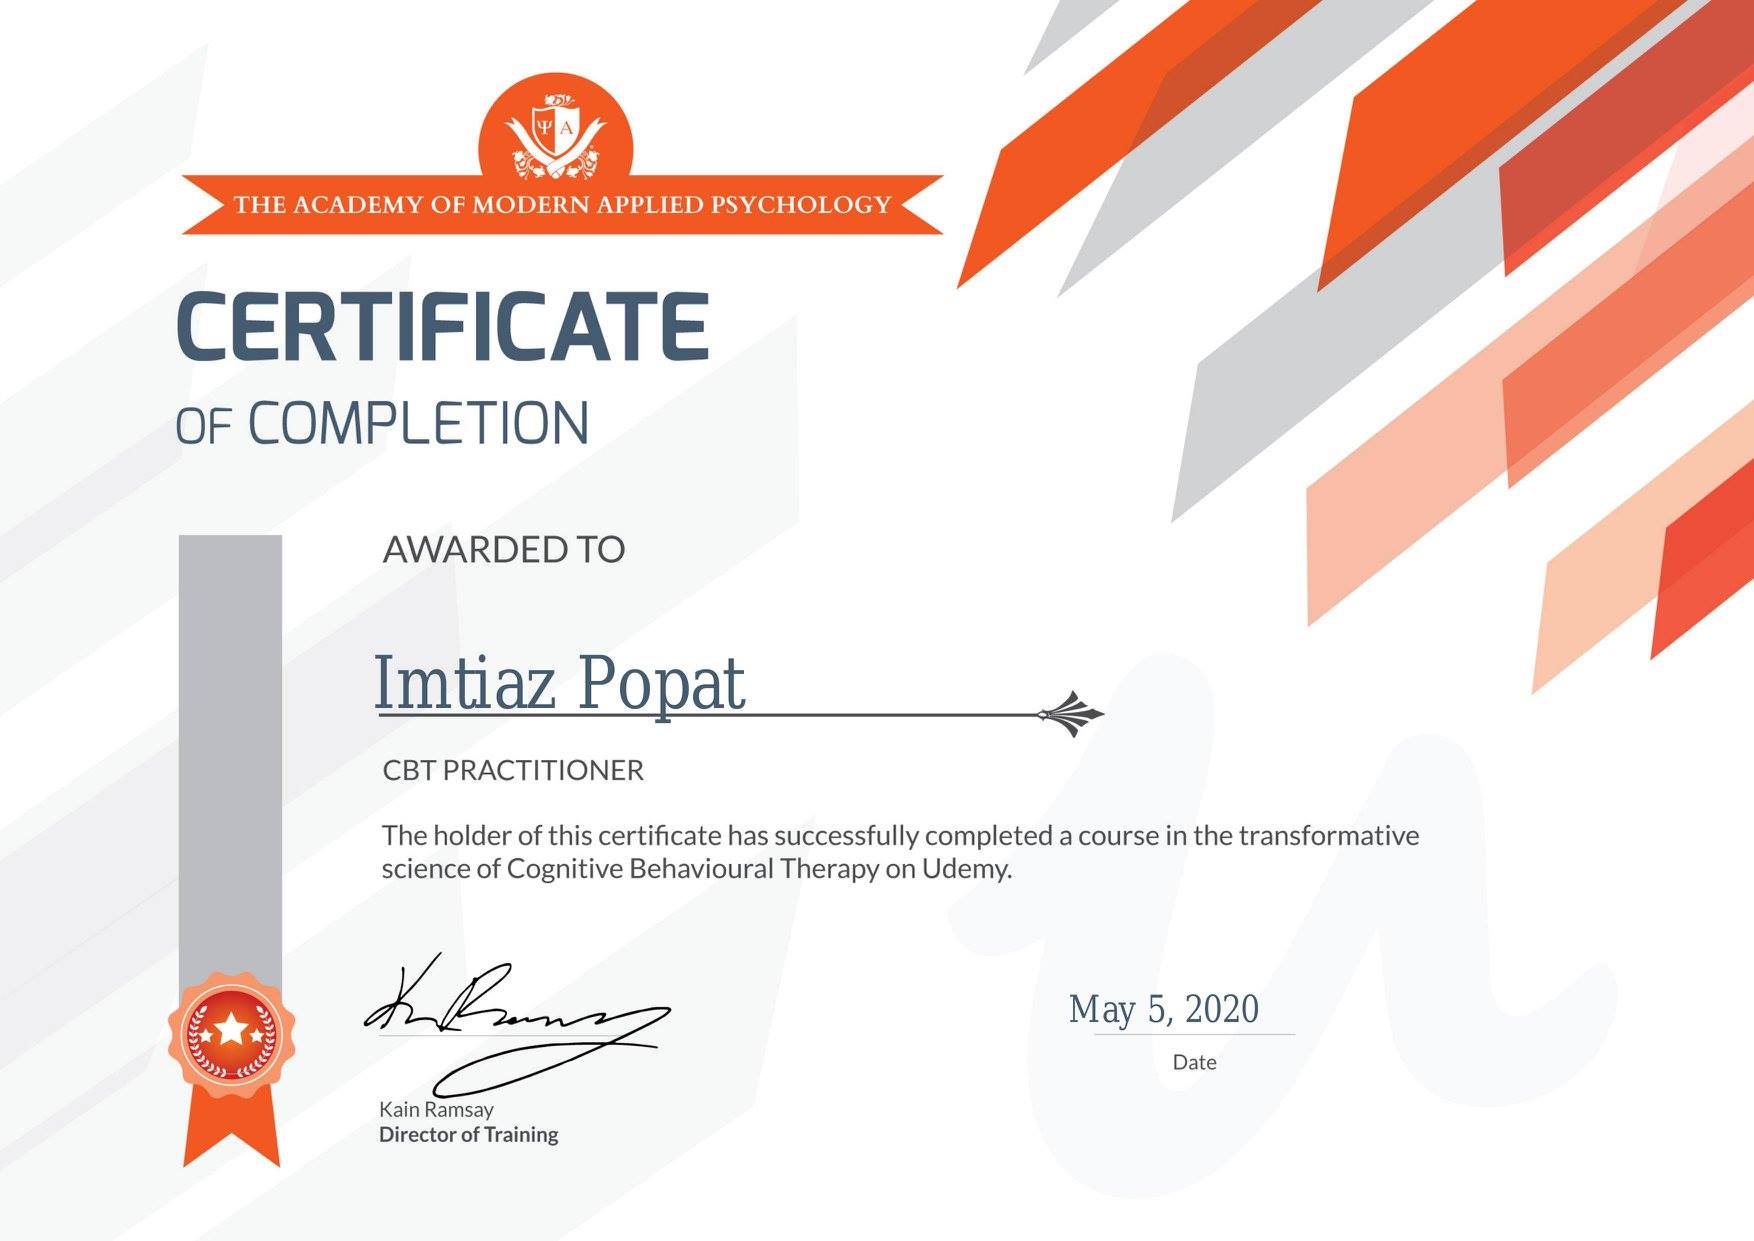 Ψ A
THE ACADEMY OF MODERN APPLIED PSYCHOLOGY
CERTIFICATE
OF COMPLETION
AWARDED TO
Imtiaz Popat
CBT PRACTITIONER
The holder of this certificate has successfully completed a course in the transformative
science of Cognitive Behavioural Therapy on Udemy.
May 5, 2020
Date
Kain Ramsay
Director of Training